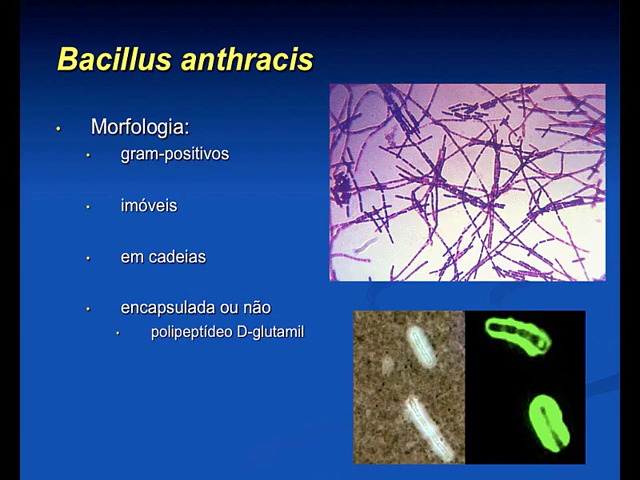 Bacillus anthracis
Morfologia:
gram-positivos
imóveis
em cadeias
encapsulada ou não
polipeptídeo D-glutamil